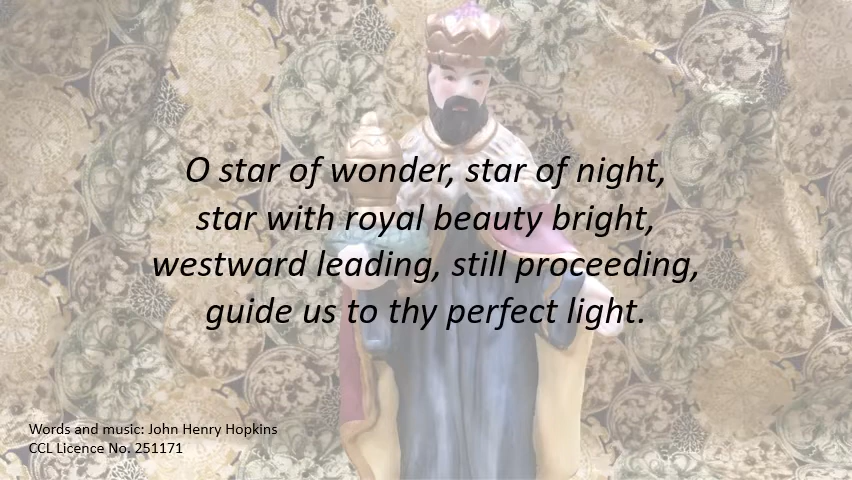 O star of wonder, star of night,
star with royal beauty bright,
westward leading, still proceeding,
guide us to thy perfect light.
Words and music: John Henry Hopkins
CCL Licence No. 251171